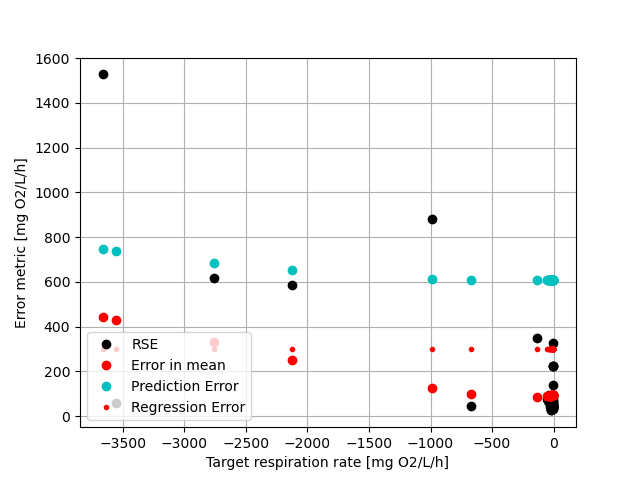 1600
1400
1200
1000
800
600
400
200
0
Error metric [mg O2/L/h]
RSE
Error in mean
Prediction Error
Regression Error
−3500 −3000 −2500 −2000 −1500 −1000 −500 0
Target respiration rate [mg O2/L/h]